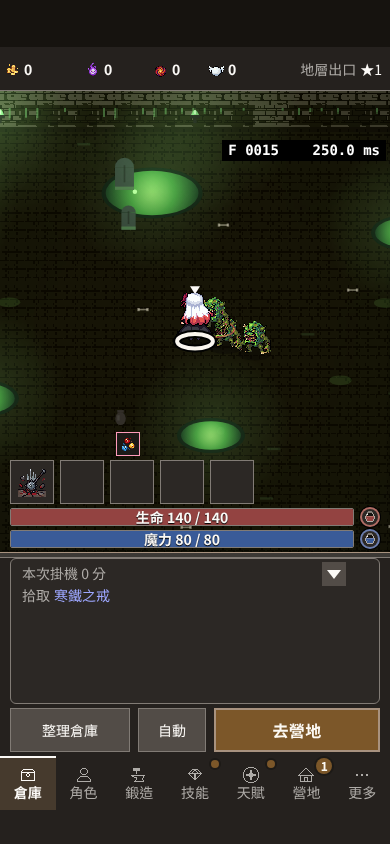 0 0 0 0 地層出口 ★1
F 0015 250.0 ms
生命 140 / 140
魔力 80 / 80
本次掛機 0 分
拾取 寒鐵之戒
整理倉庫 自動 去營地
1
倉庫 角色 鍛造 技能 天賦 營地 更多